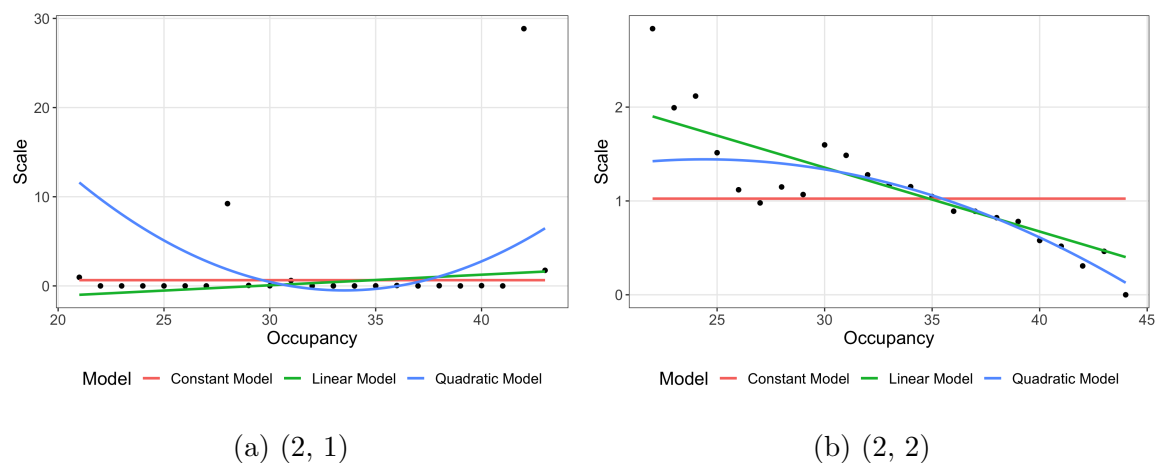 30
20
10
0
Scale
20 25 30 35 40
Occupancy
Model Constant Model Linear Model Quadratic Model
(a) (2, 1)
2
1
0
Scale
25 30 35 40 45
Occupancy
Model Constant Model Linear Model Quadratic Model
(b) (2, 2)